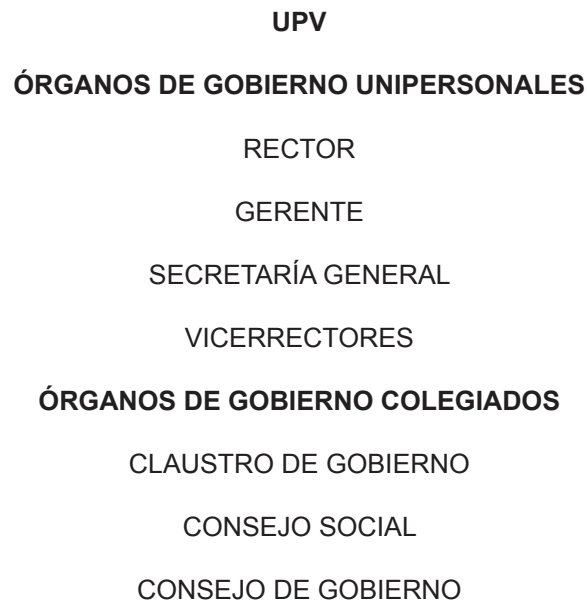 UPV
ÓRGANOS DE GOBIERNO UNIPERSONALES
RECTOR
GERENTE
SECRETARÍA GENERAL
VICERRECTORES
ÓRGANOS DE GOBIERNO COLEGIADOS
CLAUSTRO DE GOBIERNO
CONSEJO SOCIAL
CONSEJO DE GOBIERNO